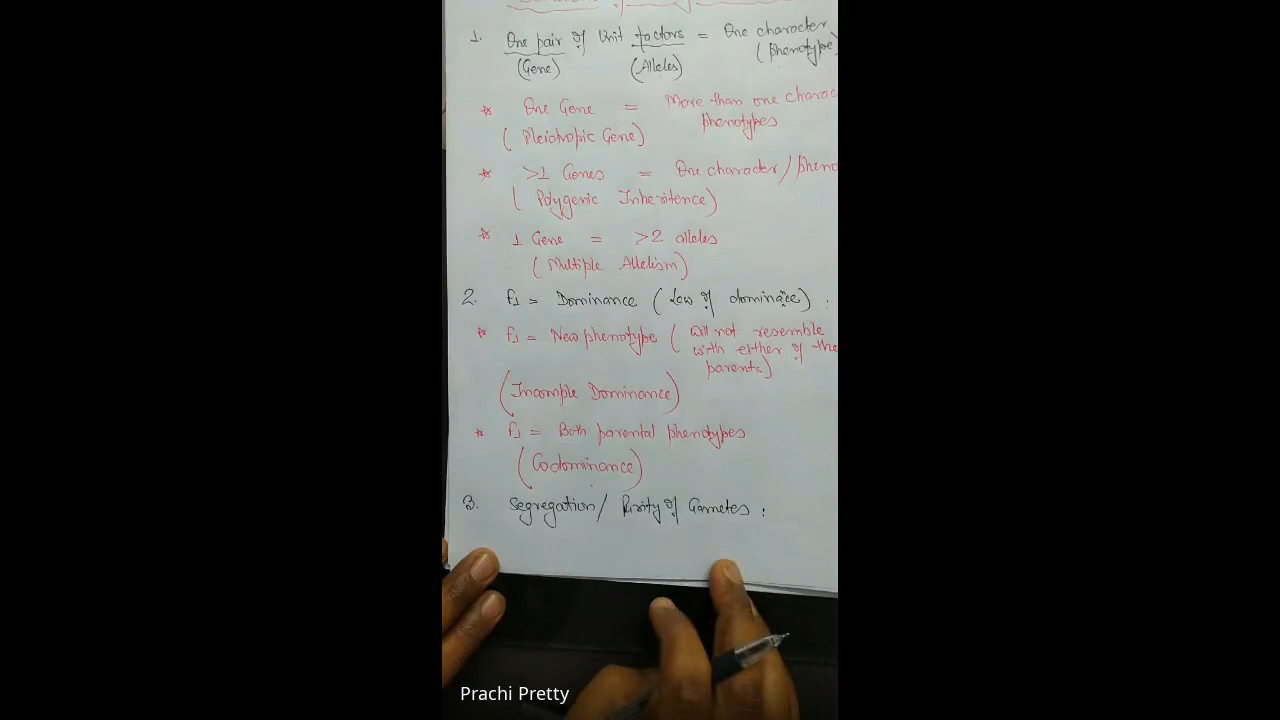 1. One pair of Unit factors = One character
(Gene) (Alleles) (phenotype)
* One Gene = More than one charac
(Pleiotropic Gene) phenotypes
* >1 Genes = One character/pheno
(Polygenic Inheritence)
* 1 Gene = >2 alleles
(Multiple Allelism)
2. F1 = Dominance (Law of dominace) :
* F1 = New phenotype (will not resemble
with either of the
parents)
(Incomple Dominance)
* F1 = Both parental phenotypes
(Codominance)
3. Segregation/ Purity of Gametes :
Prachi Pretty